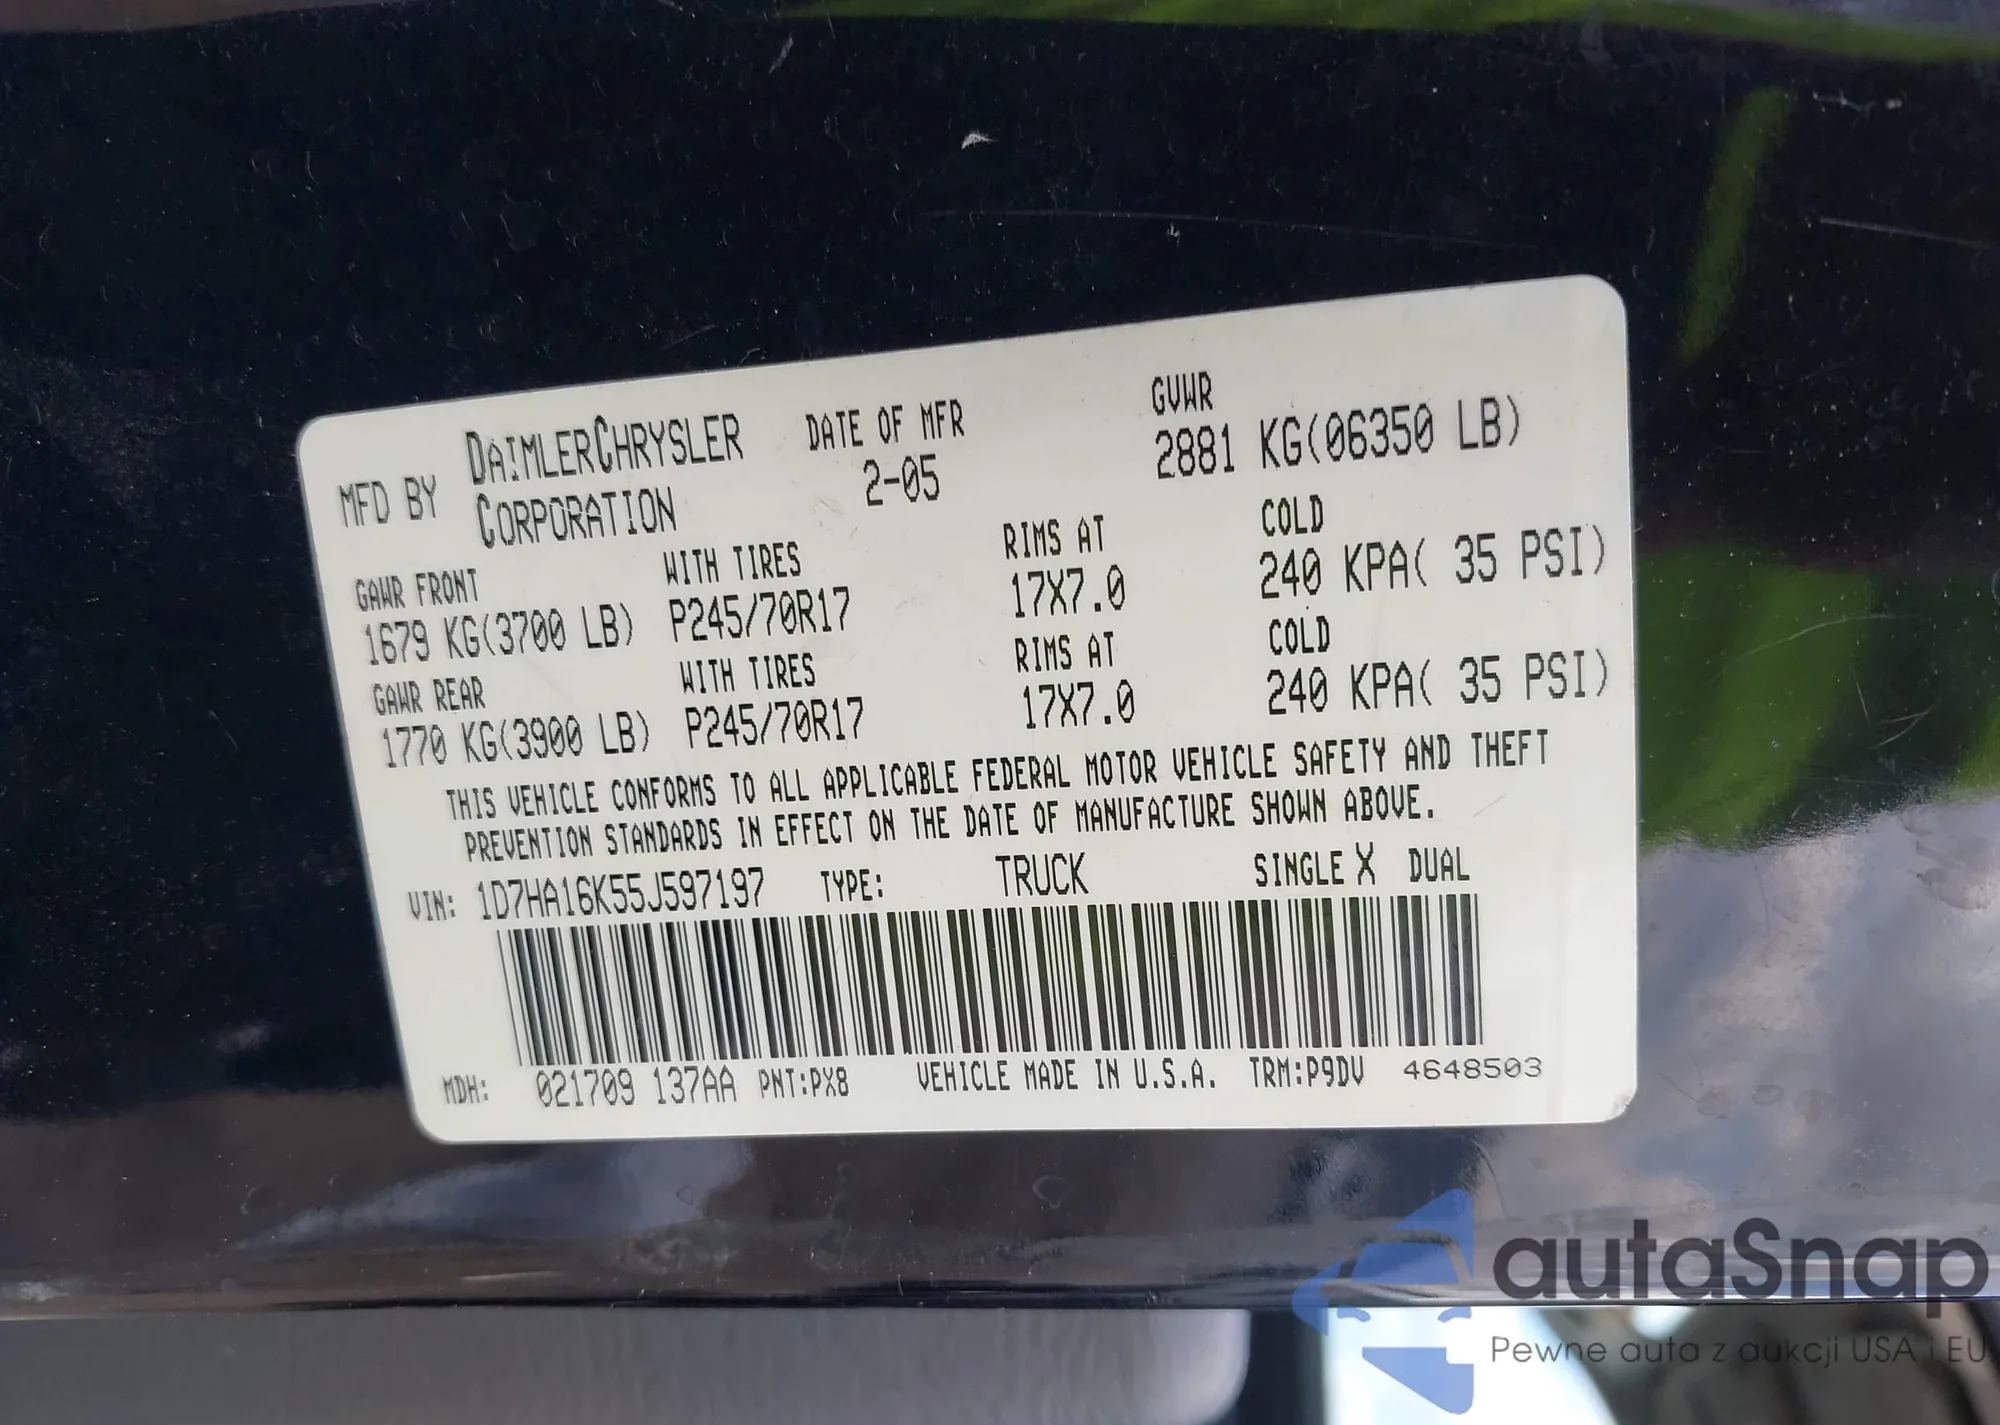 MFD BY DAIMLERCHRYSLER CORPORATION
DATE OF MFR
2-05
GVWR
2881 KG(06350 LB)
GAWR FRONT WITH TIRES RIMS AT COLD
1679 KG(3700 LB) P245/70R17 17X7.0 240 KPA( 35 PSI)
GAWR REAR WITH TIRES RIMS AT COLD
1770 KG(3900 LB) P245/70R17 17X7.0 240 KPA( 35 PSI)
THIS VEHICLE CONFORMS TO ALL APPLICABLE FEDERAL MOTOR VEHICLE SAFETY AND THEFT
PREVENTION STANDARDS IN EFFECT ON THE DATE OF MANUFACTURE SHOWN ABOVE.
VIN: 1D7HA16K55J597197 TYPE: TRUCK SINGLE X DUAL
MDH: 021709 137AA PNT:PX8 VEHICLE MADE IN U.S.A. TRM:P9DV 4648503
autaSnap
Pewne auta z aukcji USA i EU